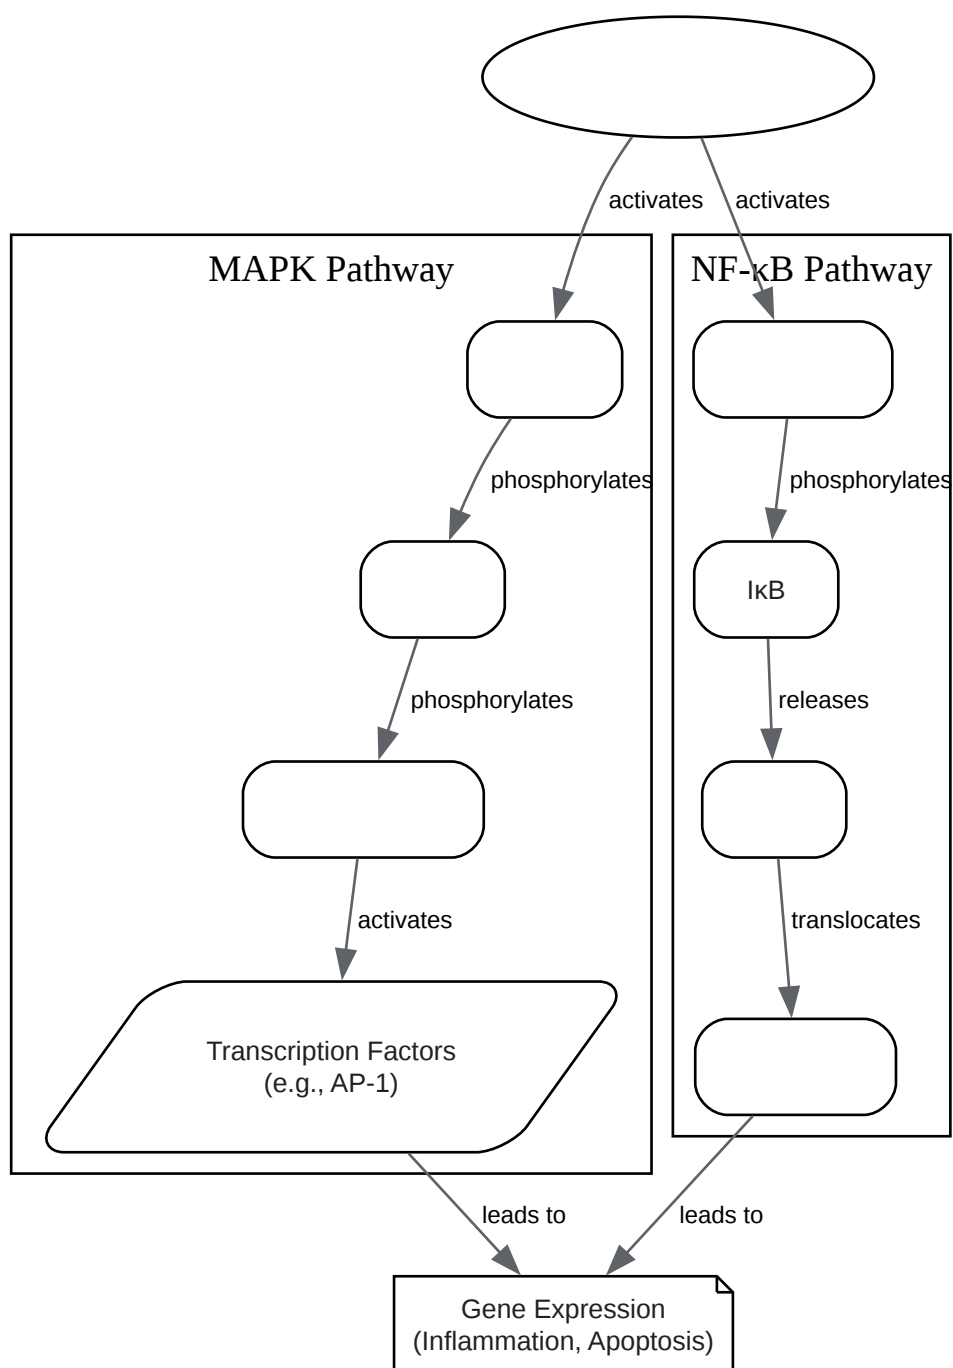 activates
activates
MAPK Pathway
NF-κB Pathway
phosphorylates
phosphorylates
IκB
phosphorylates
releases
activates
translocates
Transcription Factors
(e.g., AP-1)
leads to
leads to
Gene Expression
(Inflammation, Apoptosis)